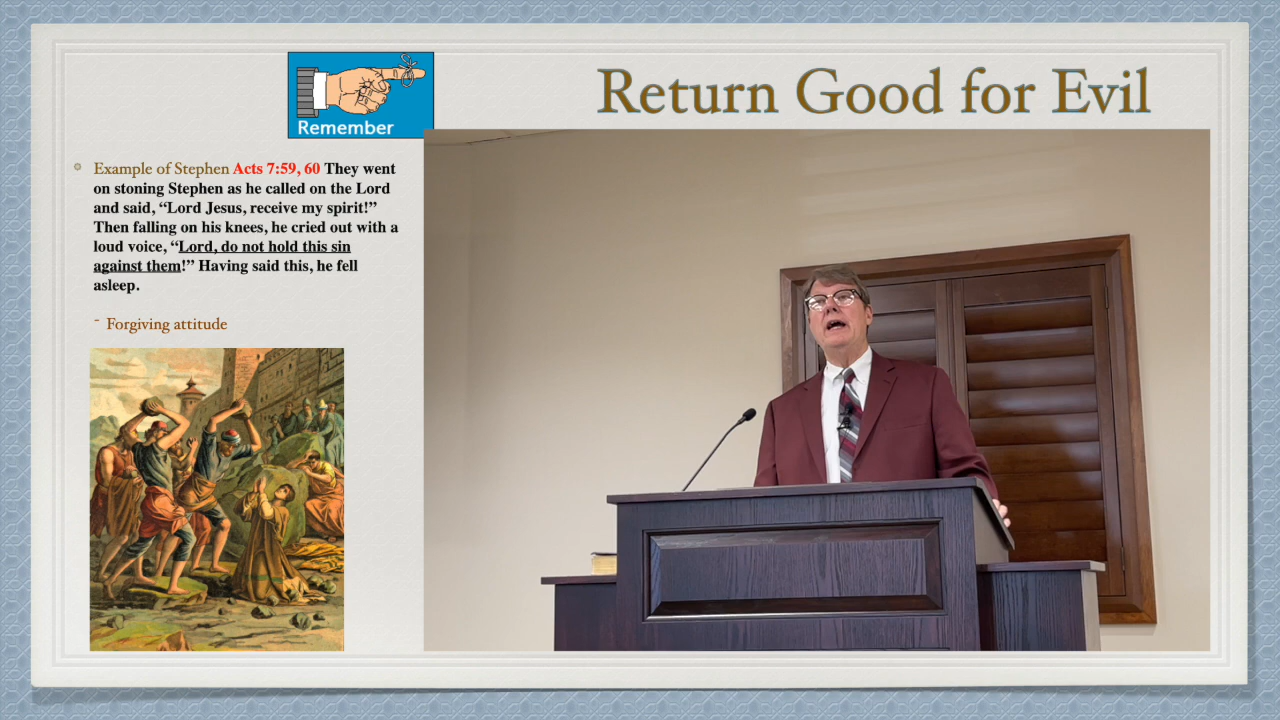 Return Good for Evil
Remember
Example of Stephen Acts 7:59, 60 They went
on stoning Stephen as he called on the Lord
and said, “Lord Jesus, receive my spirit!”
Then falling on his knees, he cried out with a
loud voice, “Lord, do not hold this sin
against them!” Having said this, he fell
asleep.
- Forgiving attitude